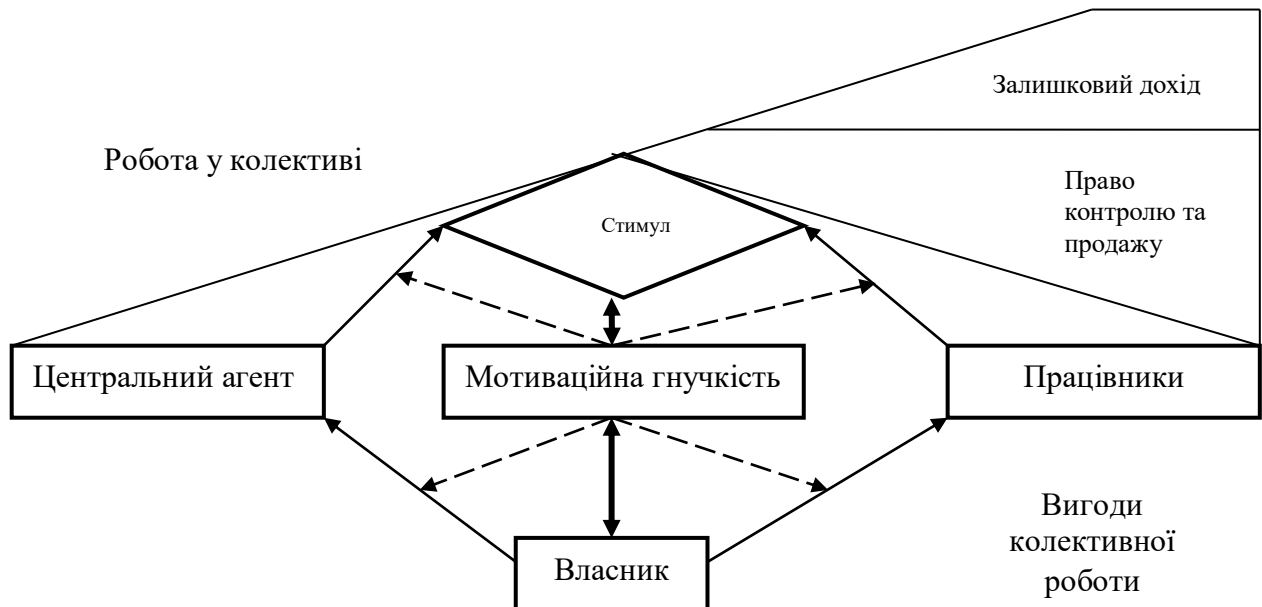 Залишковий дохід
Робота у колективі
Право
контролю та
продажу
Стимул
Центральний агент
Мотиваційна гнучкість
Працівники
Вигоди
колективної
роботи
Власник